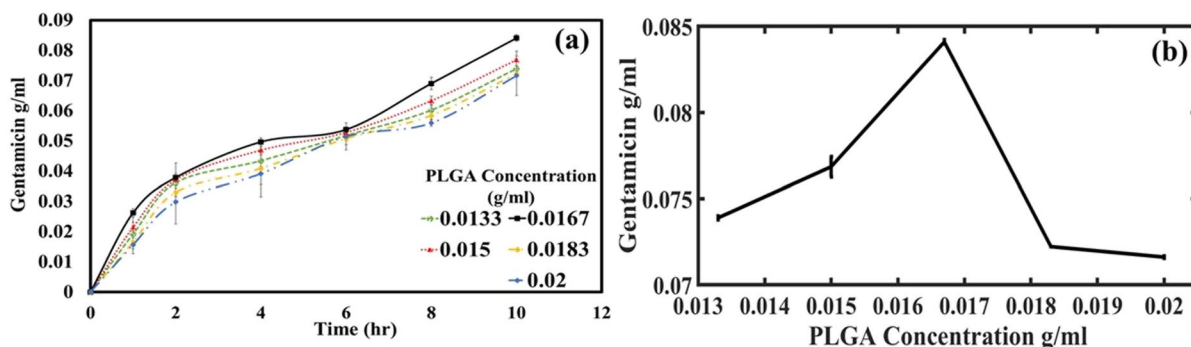 (a)
Gentamicin g/ml
0.09
0.08
0.07
0.06
0.05
0.04
0.03
0.02
0.01
0
0 2 4 6 8 10 12
Time (hr)
PLGA Concentration
(g/ml)
0.0133 0.0167
0.015 0.0183
0.02
(b)
Gentamicin g/ml
0.085
0.08
0.075
0.07
0.013 0.014 0.015 0.016 0.017 0.018 0.019 0.02
PLGA Concentration g/ml